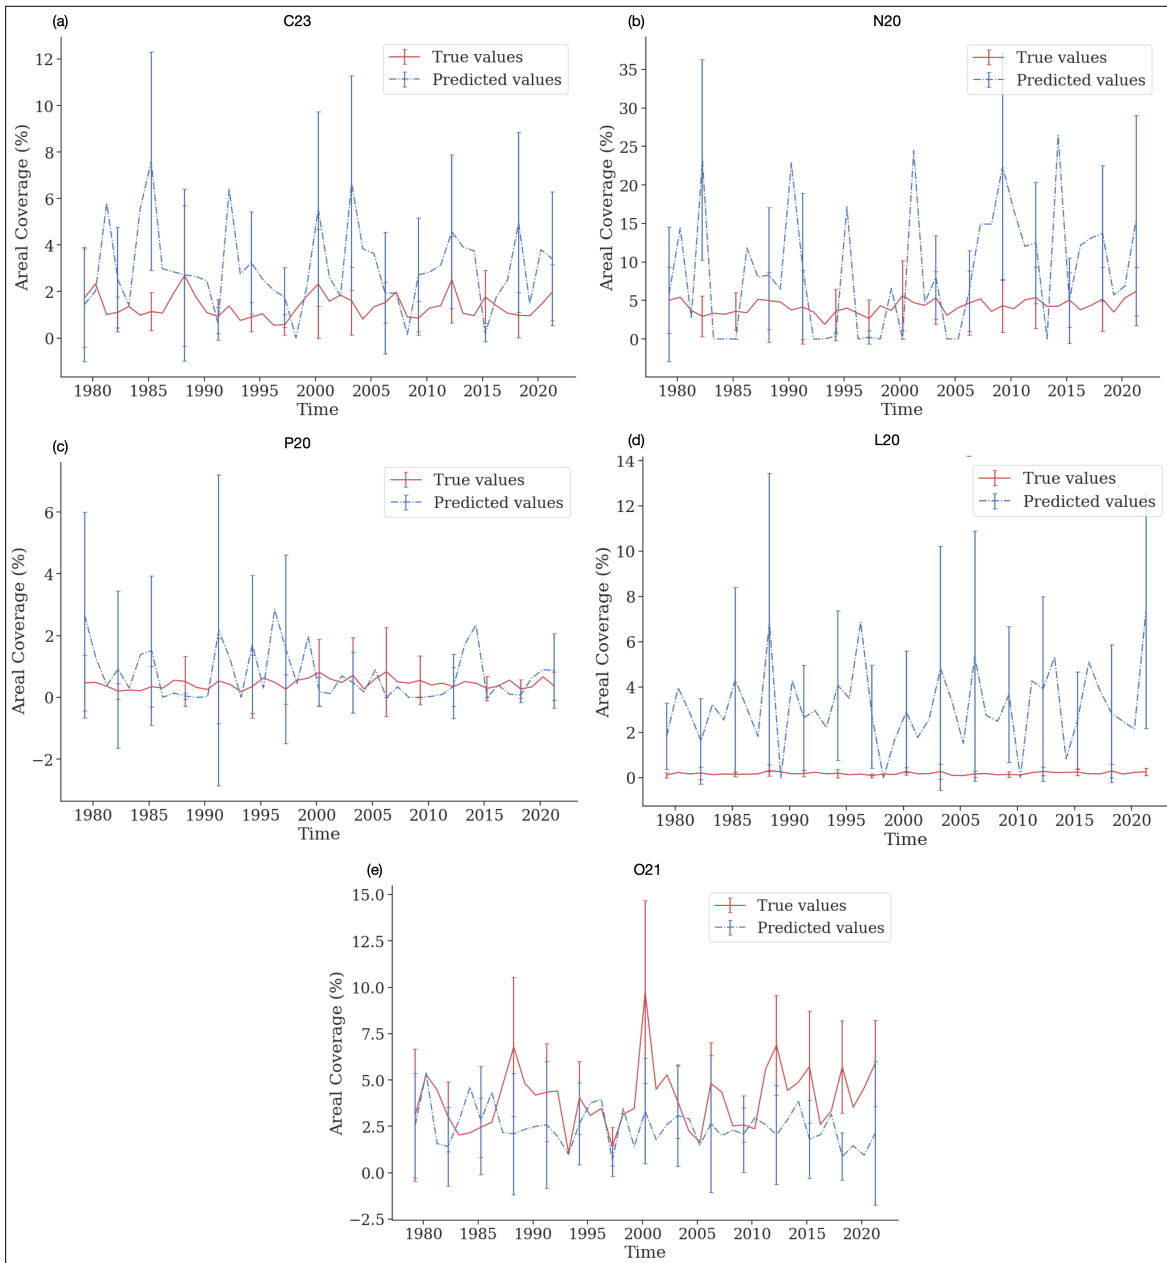 (a)
C23
12
10
8
6
4
2
0
Areal Coverage (%)
True values
Predicted values
1980 1985 1990 1995 2000 2005 2010 2015 2020
Time
(b)
N20
35
30
25
20
15
10
5
0
Areal Coverage (%)
True values
Predicted values
1980 1985 1990 1995 2000 2005 2010 2015 2020
Time
(c)
P20
6
4
2
0
−2
Areal Coverage (%)
True values
Predicted values
1980 1985 1990 1995 2000 2005 2010 2015 2020
Time
(d)
L20
14
12
10
8
6
4
2
0
Areal Coverage (%)
True values
Predicted values
1980 1985 1990 1995 2000 2005 2010 2015 2020
Time
(e)
O21
15.0
12.5
10.0
7.5
5.0
2.5
0.0
−2.5
Areal Coverage (%)
True values
Predicted values
1980 1985 1990 1995 2000 2005 2010 2015 2020
Time